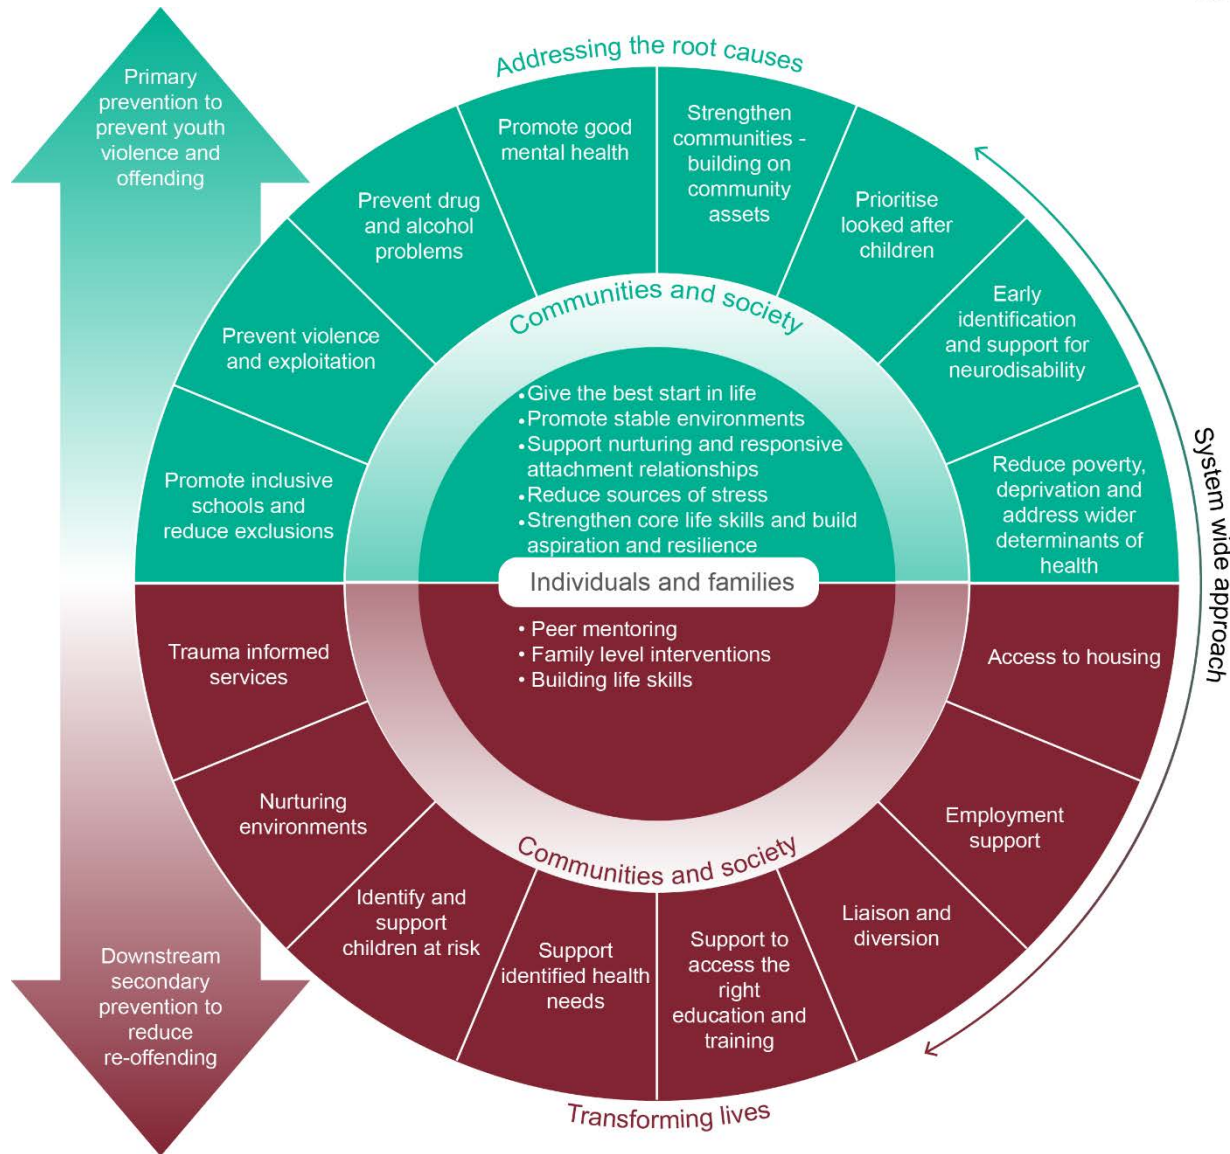 Primary
prevention to
prevent youth
violence and
offending
Addressing the root causes
Promote good
mental health
Strengthen
communities -
building on
community
assets
Prevent drug
and alcohol
problems
Prioritise
looked after
children
Prevent violence
and exploitation
Early
identification
and support for
neurodisability
Promote inclusive
schools and
reduce exclusions
Reduce poverty,
deprivation and
address wider
determinants of
health
Communities and society
•Give the best start in life
•Promote stable environments
•Support nurturing and responsive
attachment relationships
•Reduce sources of stress
•Strengthen core life skills and build
aspiration and resilience
Individuals and families
• Peer mentoring
• Family level interventions
• Building life skills
System wide approach
Trauma informed
services
Access to housing
Nurturing
environments
Employment
support
Communities and society
Identify and
support
children at risk
Support
identified health
needs
Support to
access the
right
education and
training
Liaison and
diversion
Transforming lives
Downstream
secondary
prevention to
reduce
re-offending